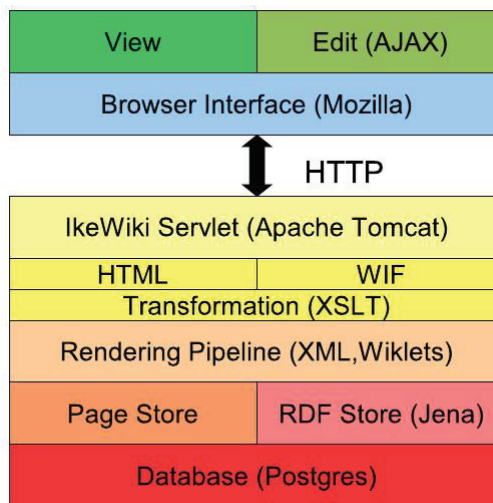 View
Edit (AJAX)
Browser Interface (Mozilla)
HTTP
IkeWiki Servlet (Apache Tomcat)
HTML
WIF
Transformation (XSLT)
Rendering Pipeline (XML,Wiklets)
Page Store
RDF Store (Jena)
Database (Postgres)